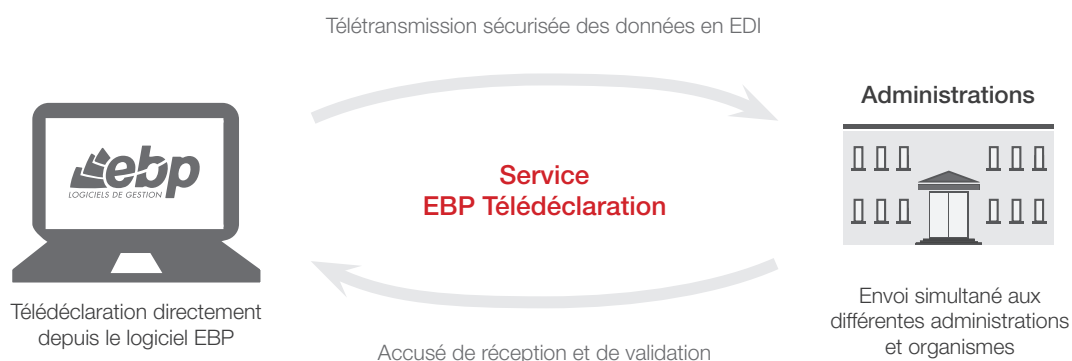 Télétransmission sécurisée des données en EDI
Administrations
ebp
LOGICIELS DE GESTION
Service
EBP Télédéclaration
Télédéclaration directement
depuis le logiciel EBP
Envoi simultané aux
différentes administrations
et organismes
Accusé de réception et de validation